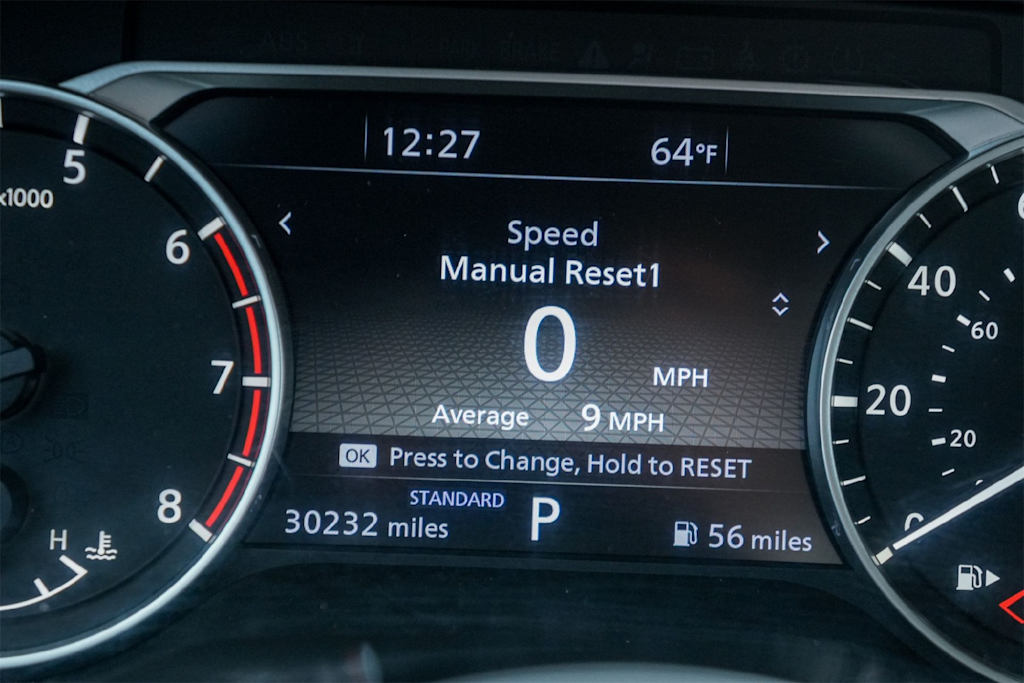 12:27
64°F
5
x1000
6
7
8
H
<
>
Speed
Manual Reset1
0
MPH
Average 9 MPH
OK Press to Change, Hold to RESET
STANDARD
30232 miles
P
56 miles
40
60
20
20
0